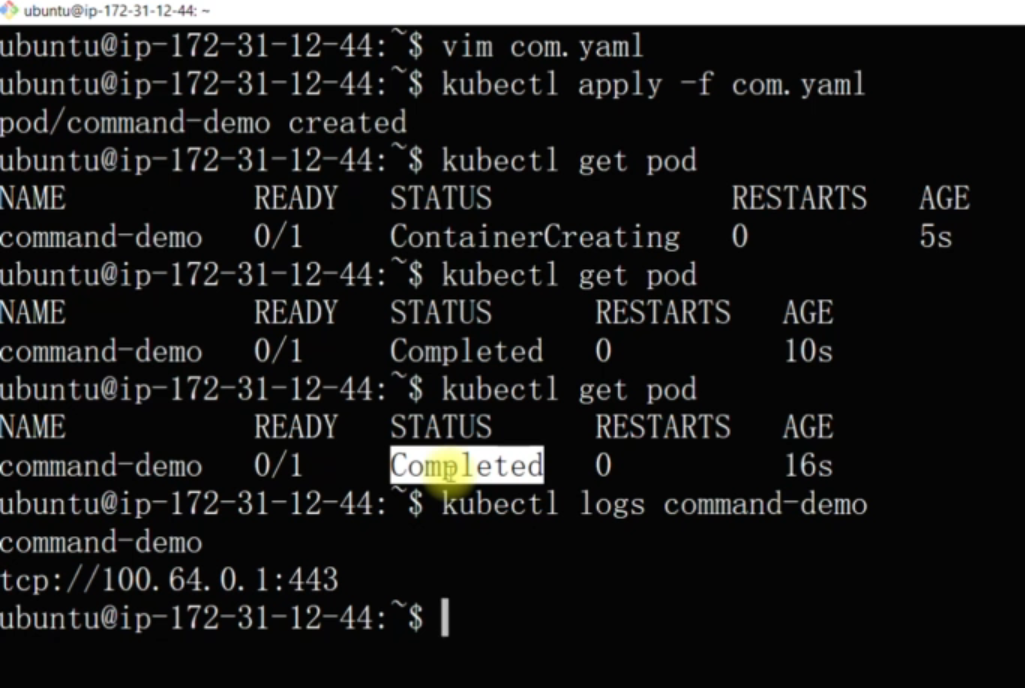 ubuntu@ip-172-31-12-44: ~
ubuntu@ip-172-31-12-44:~$ vim com.yaml
ubuntu@ip-172-31-12-44:~$ kubectl apply -f com.yaml
pod/command-demo created
ubuntu@ip-172-31-12-44:~$ kubectl get pod
NAME READY STATUS RESTARTS AGE
command-demo 0/1 ContainerCreating 0 5s
ubuntu@ip-172-31-12-44:~$ kubectl get pod
NAME READY STATUS RESTARTS AGE
command-demo 0/1 Completed 0 10s
ubuntu@ip-172-31-12-44:~$ kubectl get pod
NAME READY STATUS RESTARTS AGE
command-demo 0/1 Completed 0 16s
ubuntu@ip-172-31-12-44:~$ kubectl logs command-demo
command-demo
tcp://100.64.0.1:443
ubuntu@ip-172-31-12-44:~$